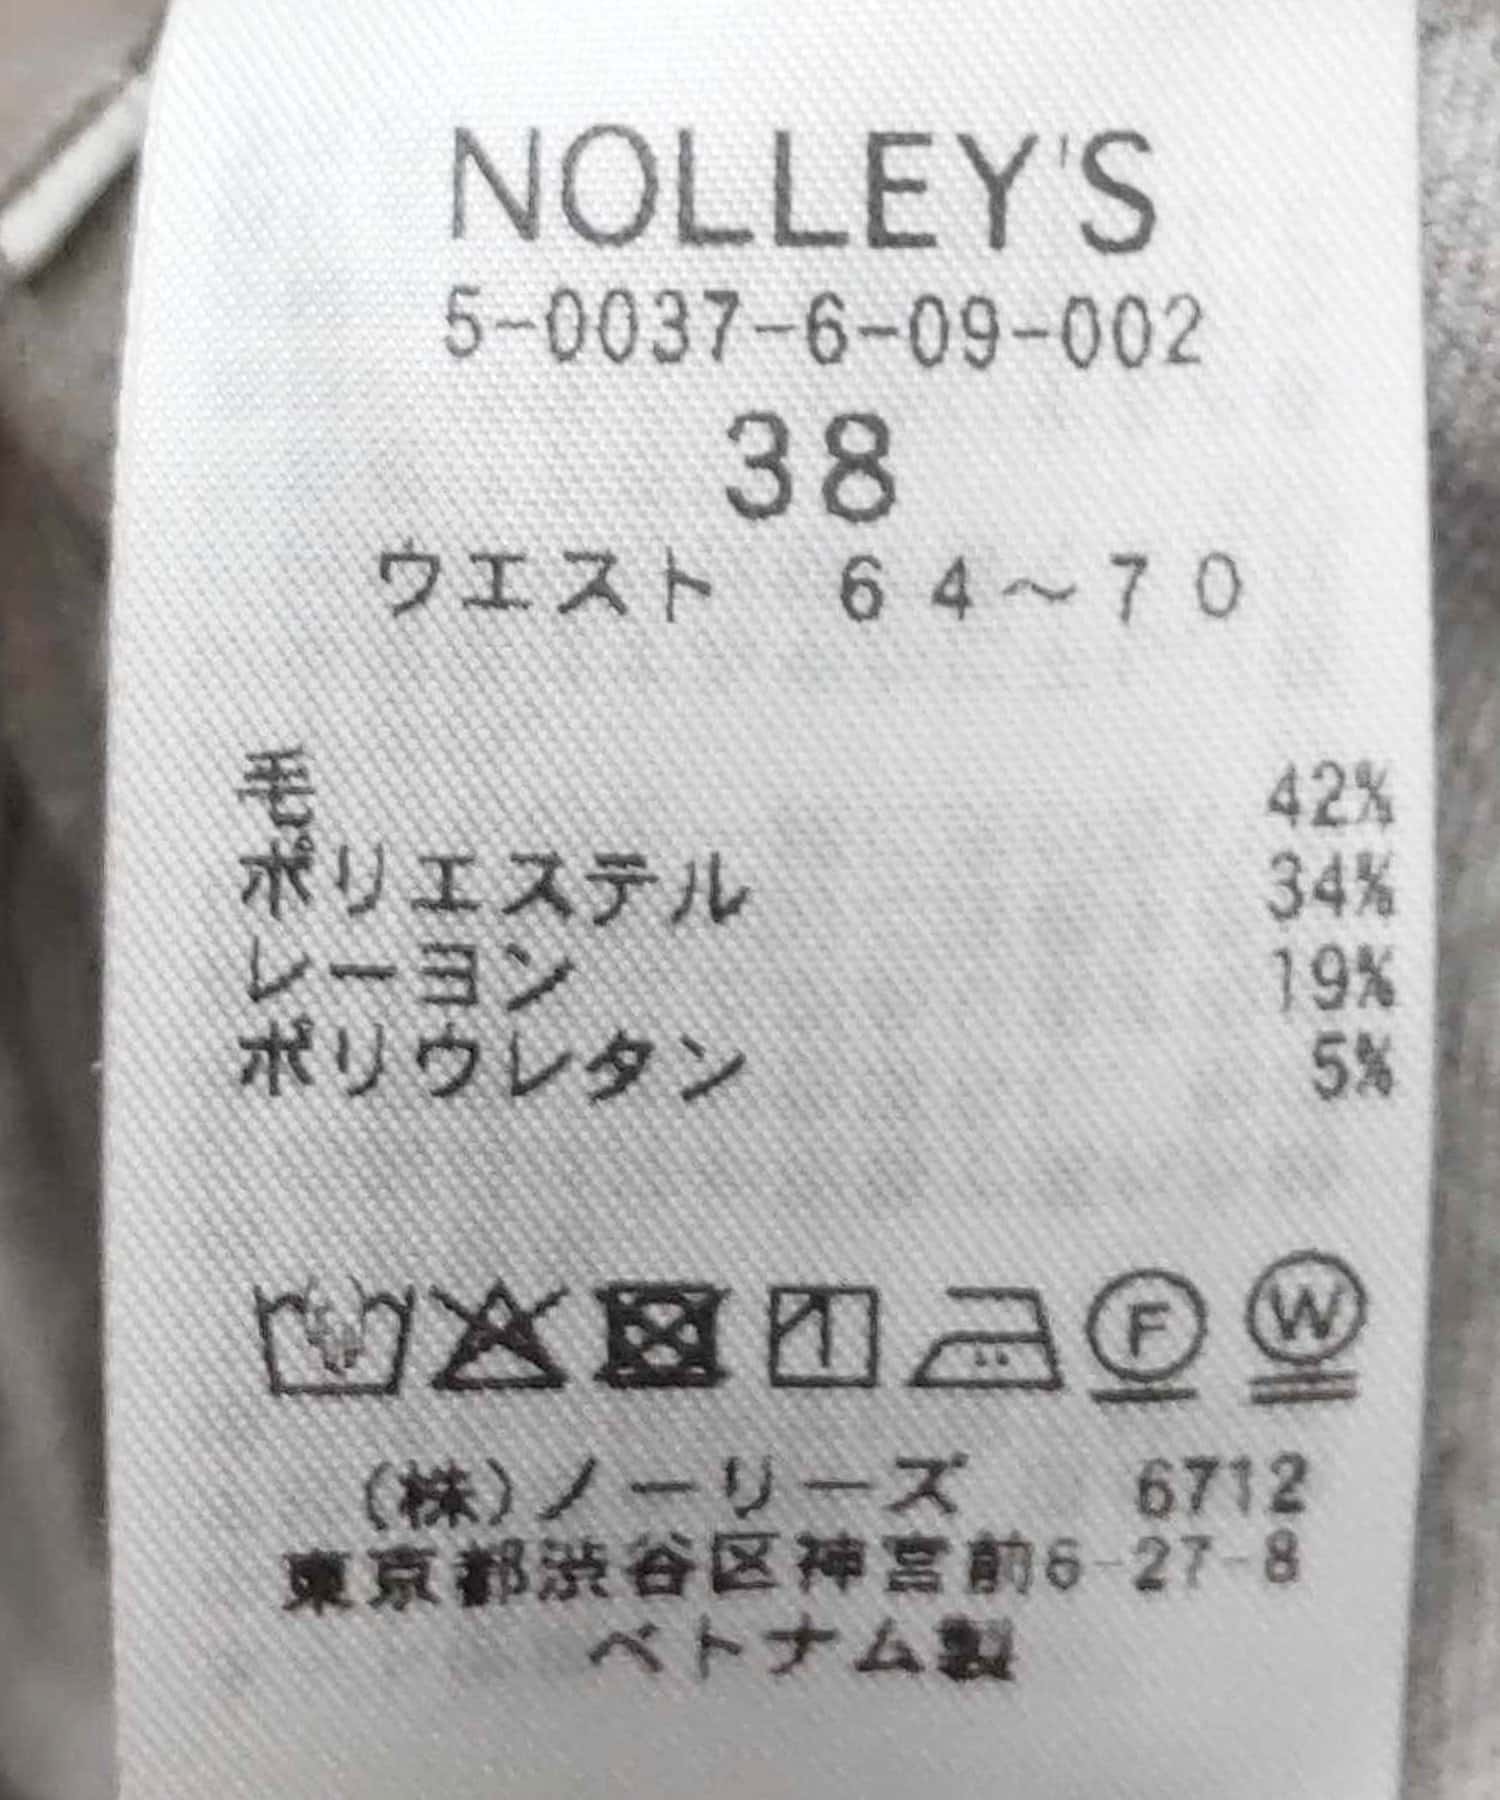 NOLLEY'S
5-0037-6-09-002
38
ウエスト 64～70
毛 42%
ポリエステル 34%
レーヨン 19%
ポリウレタン 5%
F W
(株)ノーリーズ 6712
東京都渋谷区神宮前6-27-8
ベトナム製